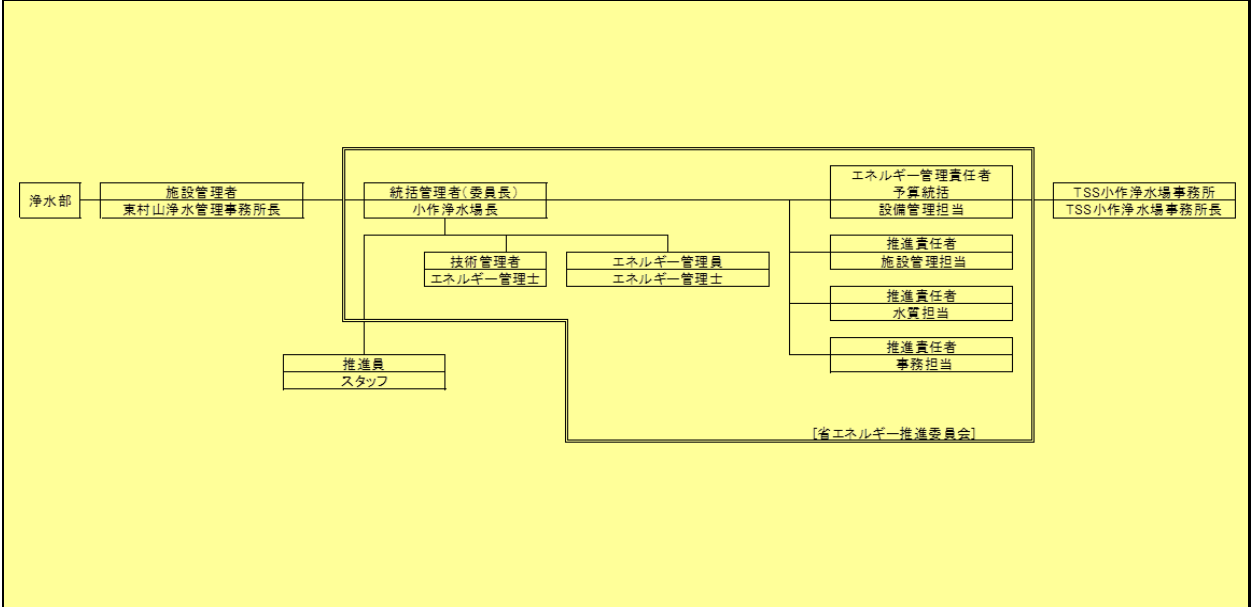 浄水部
施設管理者
東村山浄水管理事務所長
統括管理者(委員長)
小作浄水場長
エネルギー管理責任者
予算統括
設備管理担当
TSS小作浄水場事務所
TSS小作浄水場事務所長
技術管理者
エネルギー管理士
エネルギー管理員
エネルギー管理士
推進責任者
施設管理担当
推進責任者
水質担当
推進責任者
事務担当
推進員
スタッフ
[省エネルギー推進委員会]